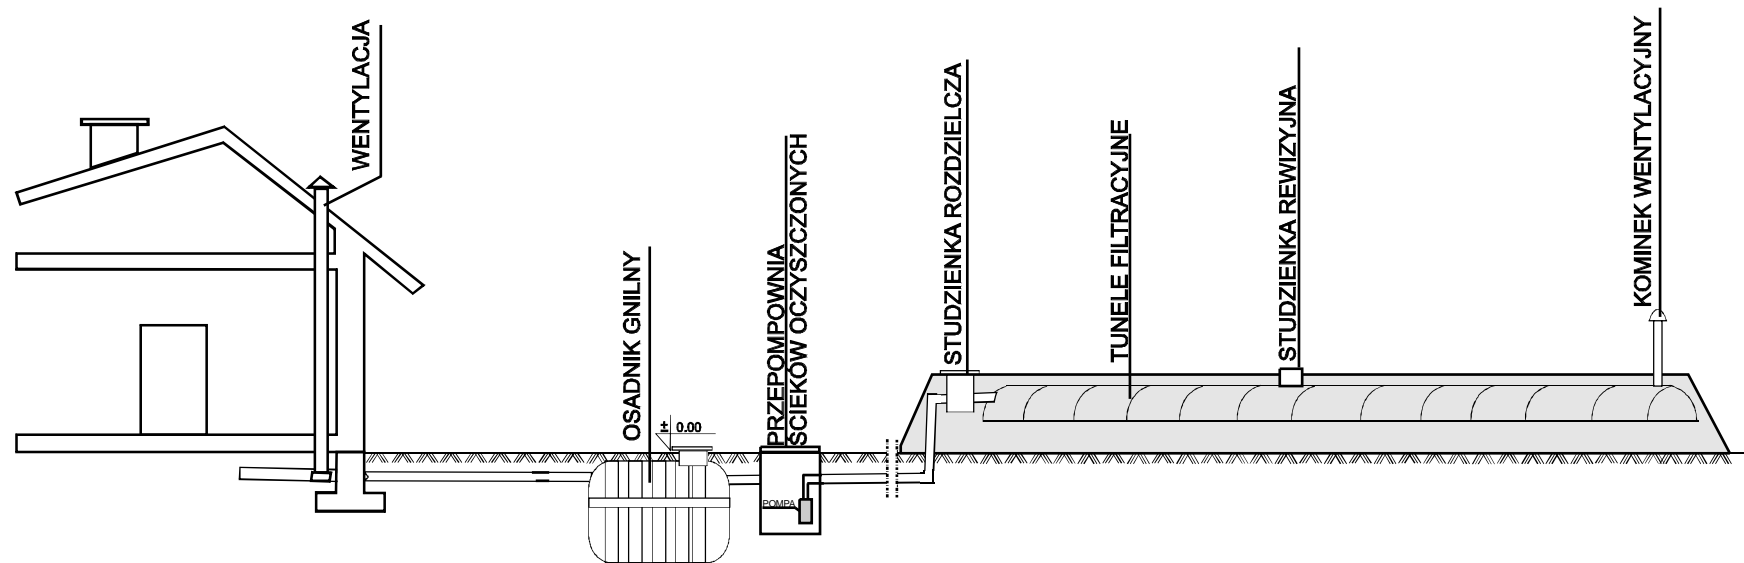 WENTYLACJA
OSADNIK GNILNY
± 0.00
PRZEPOMPOWNIA
ŚCIEKÓW OCZYSZCZONYCH
POMPA
STUDZIENKA ROZDZIELCZA
TUNELE FILTRACYJNE
STUDZIENKA REWIZYJNA
KOMINEK WENTYLACYJNY